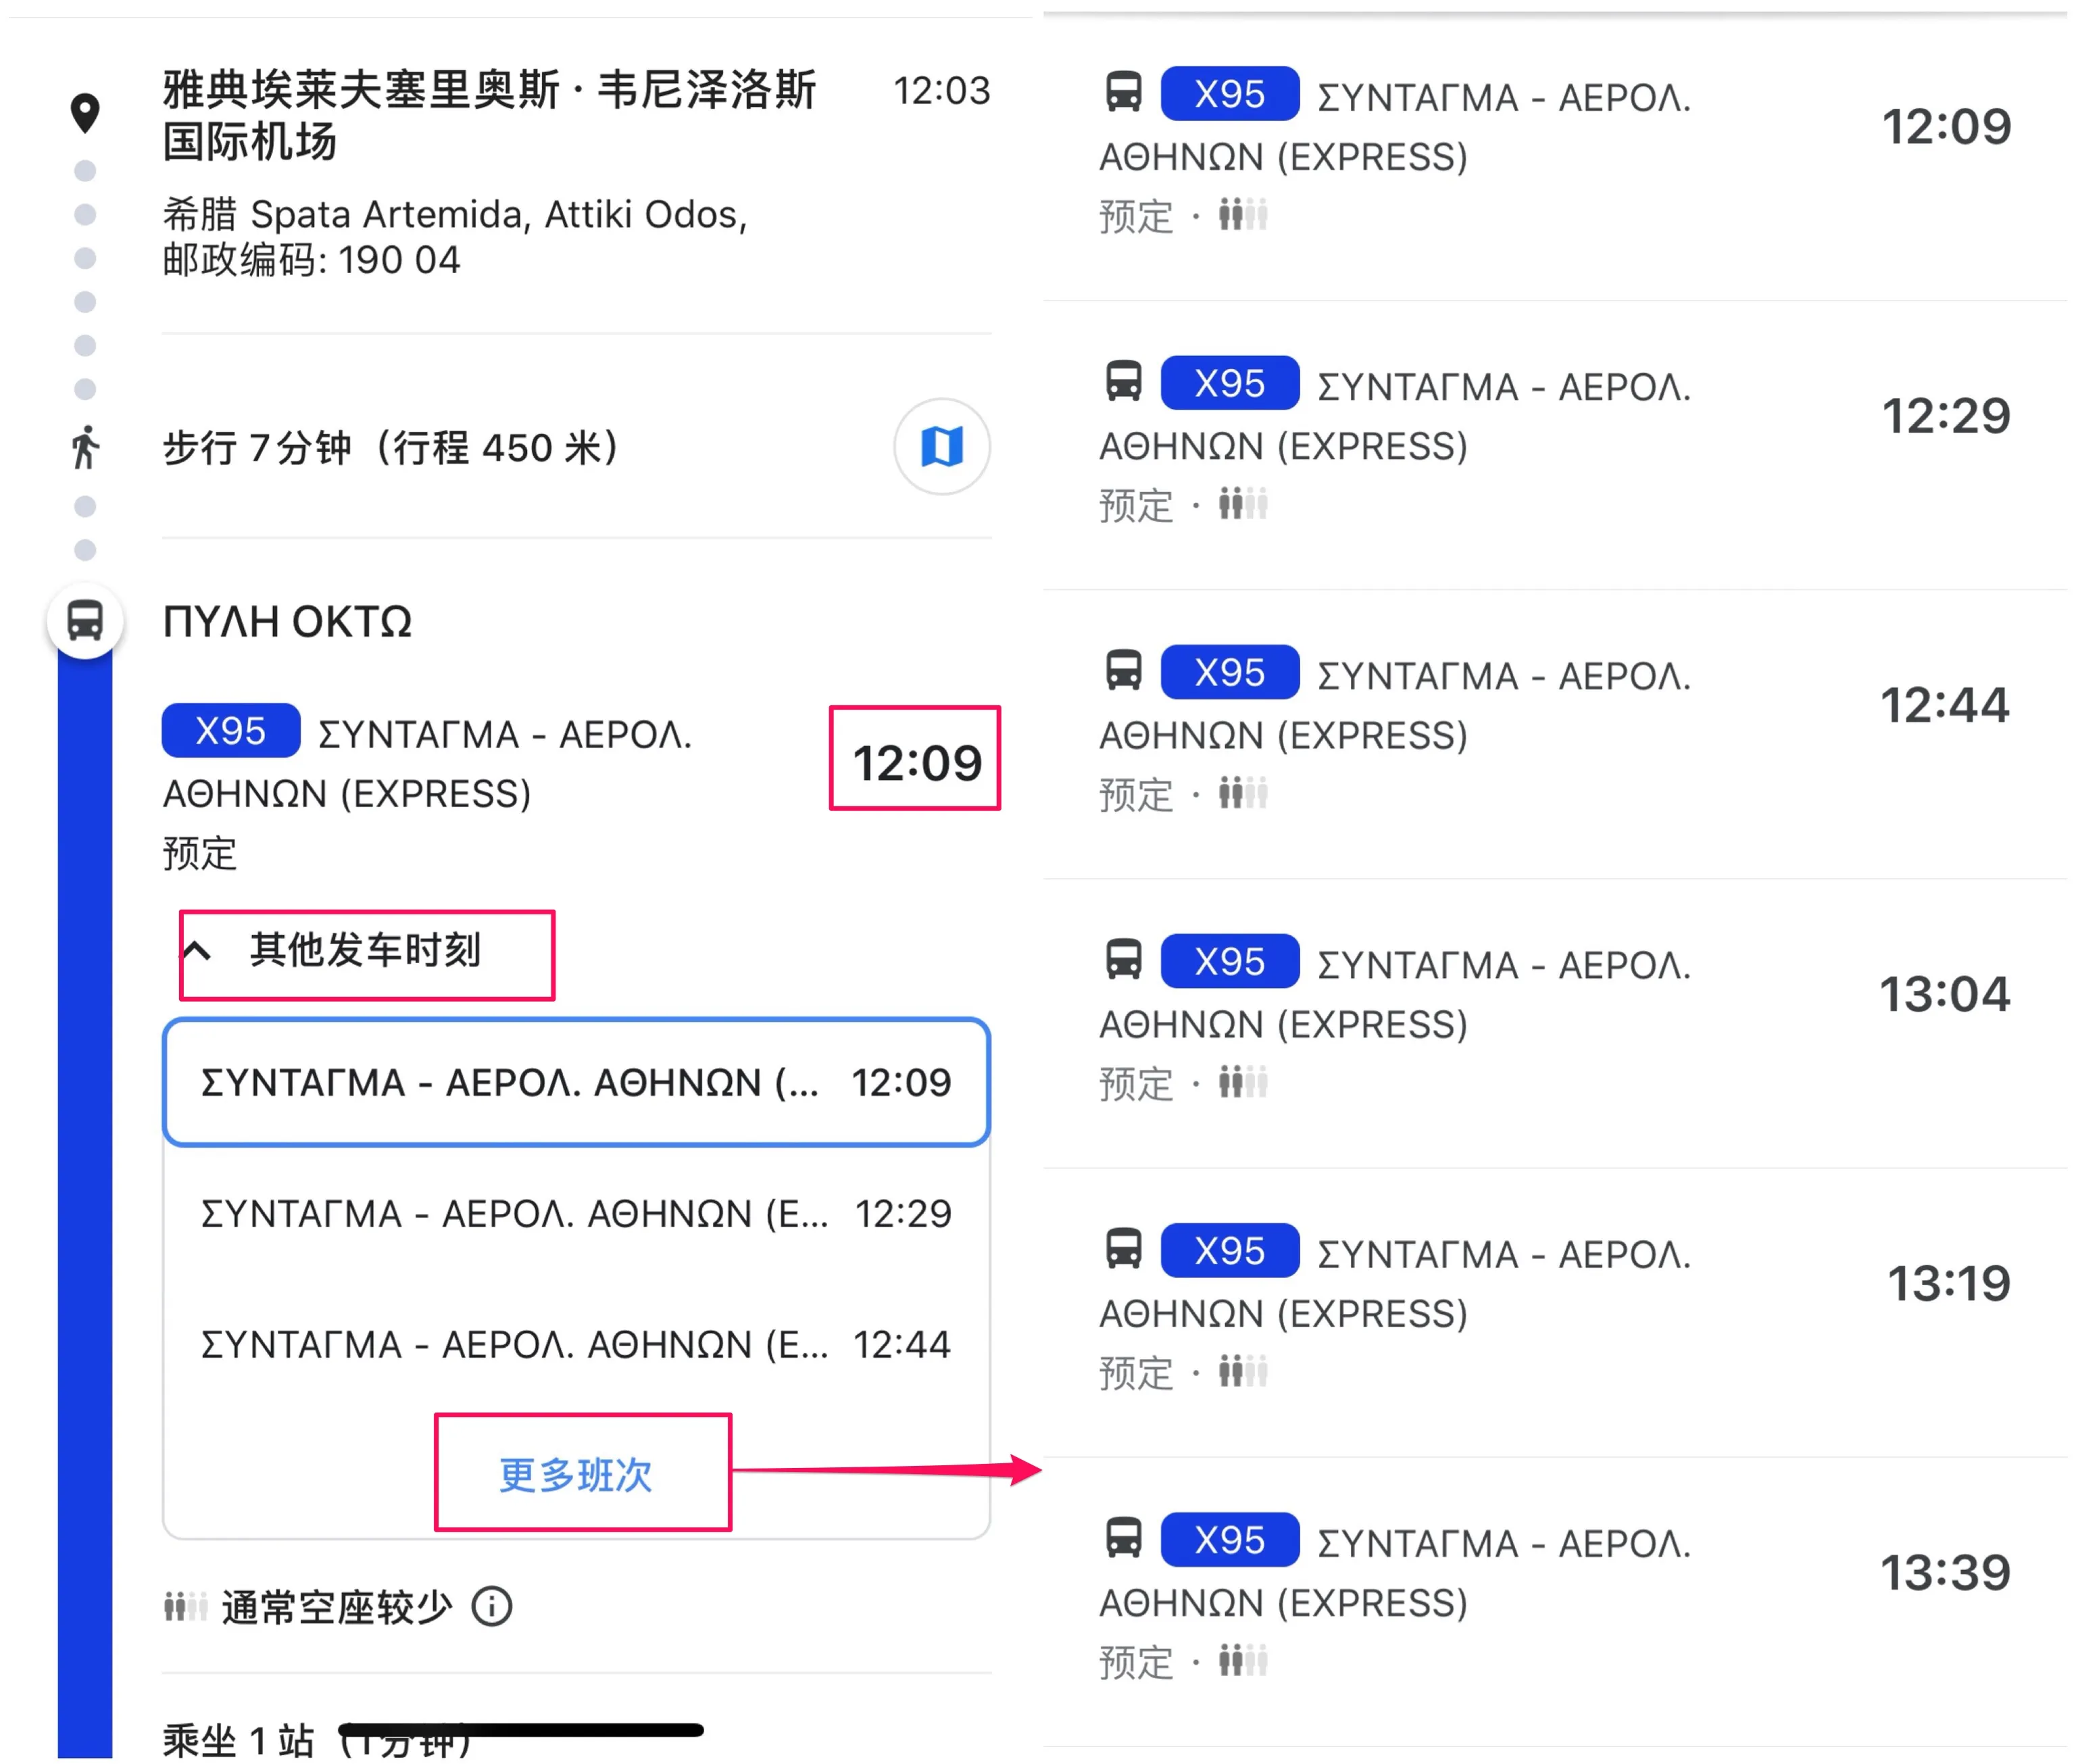 雅典埃莱夫塞里奥斯 · 韦尼泽洛斯
国际机场
12:03
希腊 Spata Artemida, Attiki Odos,
邮政编码: 190 04
步行 7 分钟（行程 450 米）
ΠΥΛΗ ΟΚΤΩ
X95 ΣΥΝΤΑΓΜΑ - ΑΕΡΟΛ.
ΑΘΗΝΩΝ (EXPRESS)
12:09
预定
其他发车时刻
ΣΥΝΤΑΓΜΑ - ΑΕΡΟΛ. ΑΘΗΝΩΝ (... 12:09
ΣΥΝΤΑΓΜΑ - ΑΕΡΟΛ. ΑΘΗΝΩΝ (E... 12:29
ΣΥΝΤΑΓΜΑ - ΑΕΡΟΛ. ΑΘΗΝΩΝ (E... 12:44
更多班次
通常空座较少
乘坐 1 站（1 分钟）
X95 ΣΥΝΤΑΓΜΑ - ΑΕΡΟΛ.
ΑΘΗΝΩΝ (EXPRESS)
12:09
预定 ·
X95 ΣΥΝΤΑΓΜΑ - ΑΕΡΟΛ.
ΑΘΗΝΩΝ (EXPRESS)
12:29
预定 ·
X95 ΣΥΝΤΑΓΜΑ - ΑΕΡΟΛ.
ΑΘΗΝΩΝ (EXPRESS)
12:44
预定 ·
X95 ΣΥΝΤΑΓΜΑ - ΑΕΡΟΛ.
ΑΘΗΝΩΝ (EXPRESS)
13:04
预定 ·
X95 ΣΥΝΤΑΓΜΑ - ΑΕΡΟΛ.
ΑΘΗΝΩΝ (EXPRESS)
13:19
预定 ·
X95 ΣΥΝΤΑΓΜΑ - ΑΕΡΟΛ.
ΑΘΗΝΩΝ (EXPRESS)
13:39
预定 ·